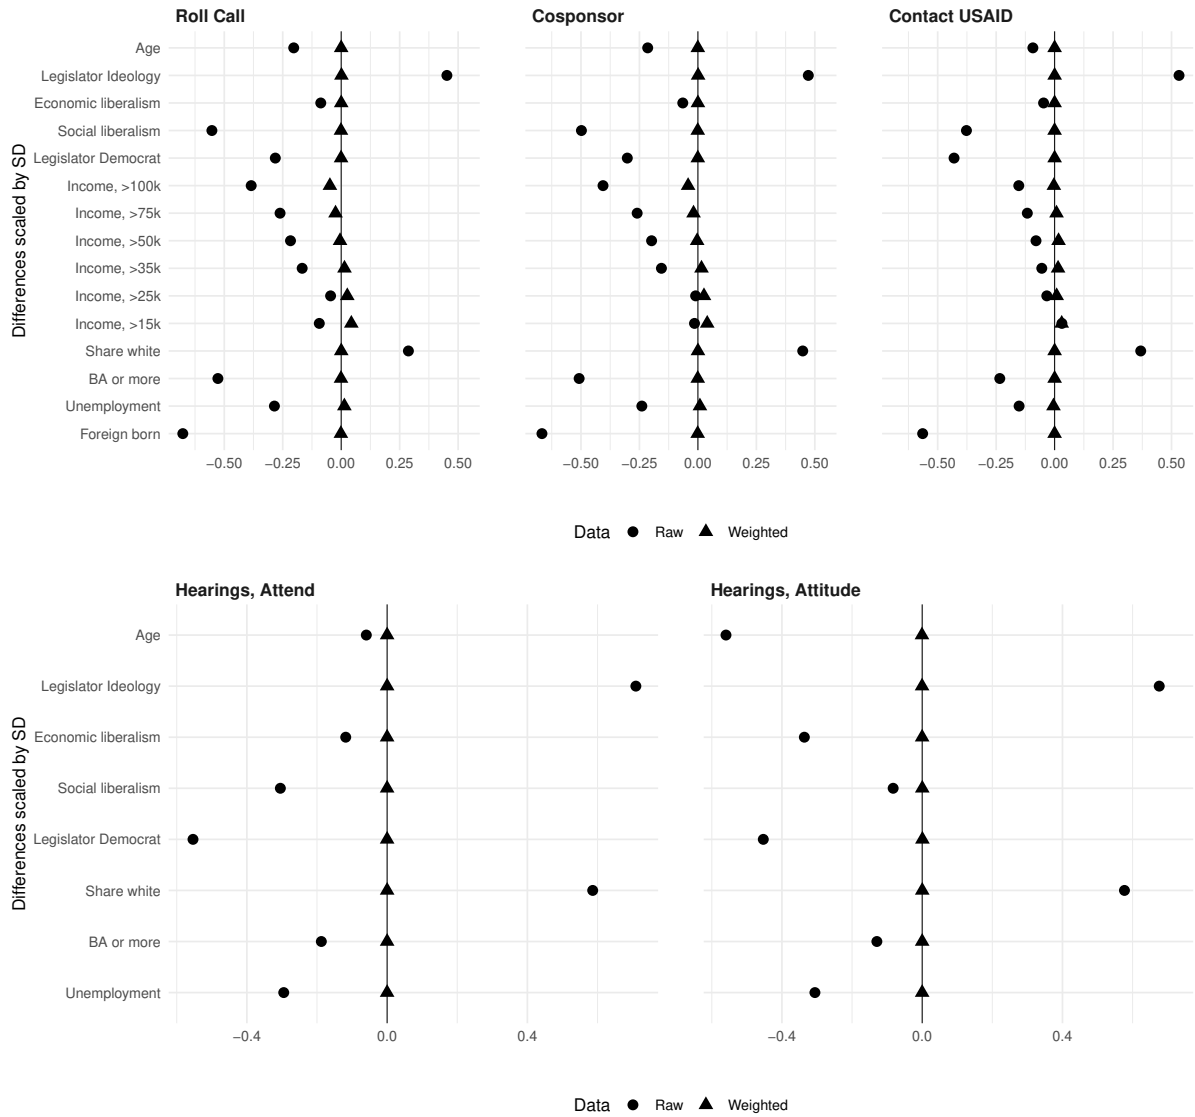 Roll Call Cosponsor Contact USAID
Differences scaled by SD
Age
Legislator Ideology
Economic liberalism
Social liberalism
Legislator Democrat
Income, >100k
Income, >75k
Income, >50k
Income, >35k
Income, >25k
Income, >15k
Share white
BA or more
Unemployment
Foreign born
−0.50 −0.25 0.00 0.25 0.50 −0.50 −0.25 0.00 0.25 0.50 −0.50 −0.25 0.00 0.25 0.50
Data Raw Weighted
Hearings, Attend Hearings, Attitude
Differences scaled by SD
Age
Legislator Ideology
Economic liberalism
Social liberalism
Legislator Democrat
Share white
BA or more
Unemployment
−0.4 0.0 0.4 −0.4 0.0 0.4
Data Raw Weighted